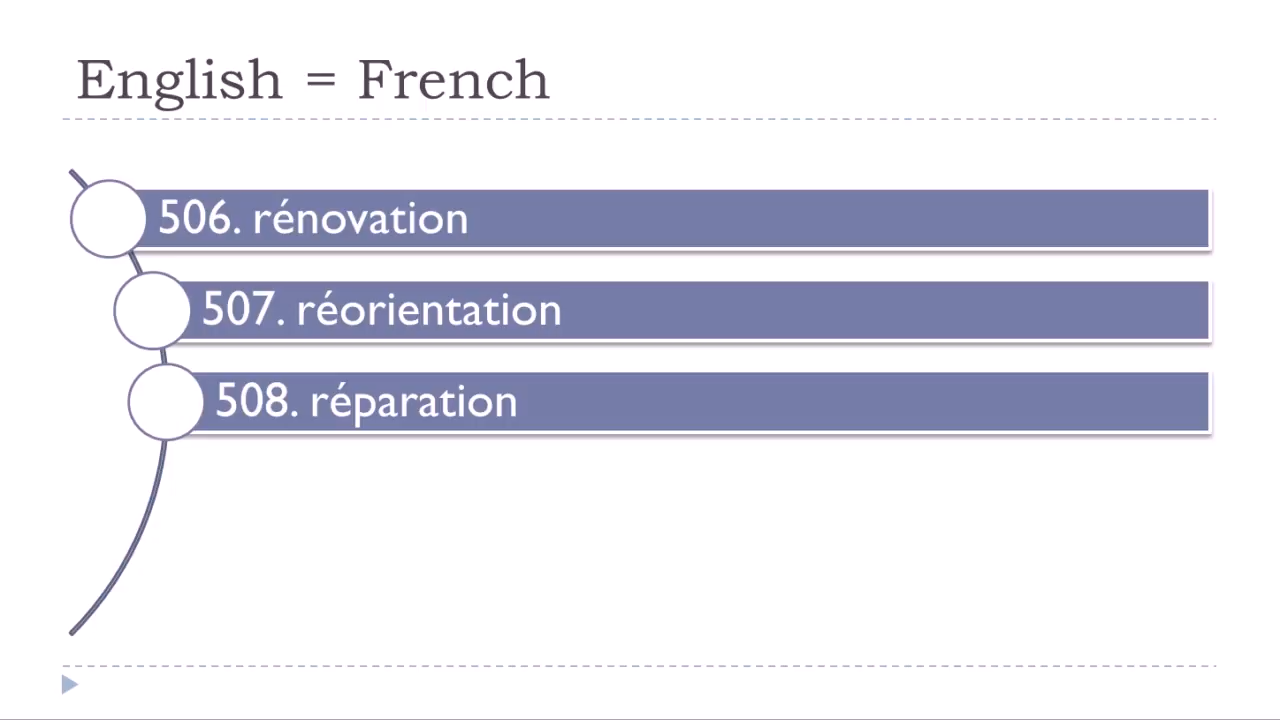 English = French
506. rénovation
507. réorientation
508. réparation